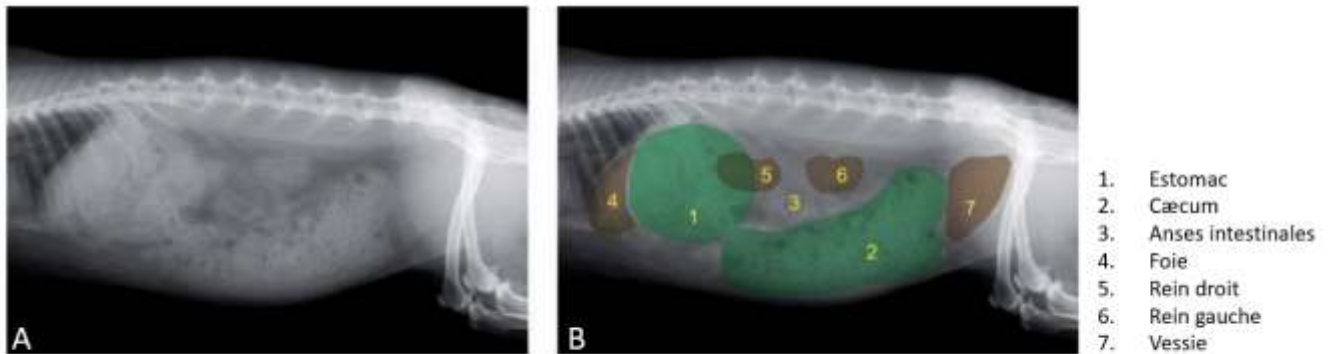 A
B
4
1
5
3
6
2
7
1. Estomac
2. Cæcum
3. Anses intestinales
4. Foie
5. Rein droit
6. Rein gauche
7. Vessie